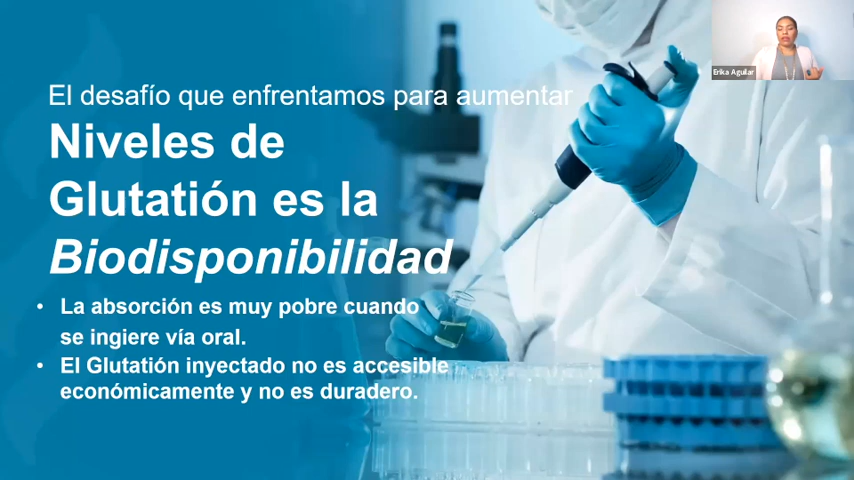 Erika Aguilar
El desafío que enfrentamos para aumentar
Niveles de
Glutatión es la
Biodisponibilidad
• La absorción es muy pobre cuando
se ingiere vía oral.
• El Glutatión inyectado no es accesible
económicamente y no es duradero.